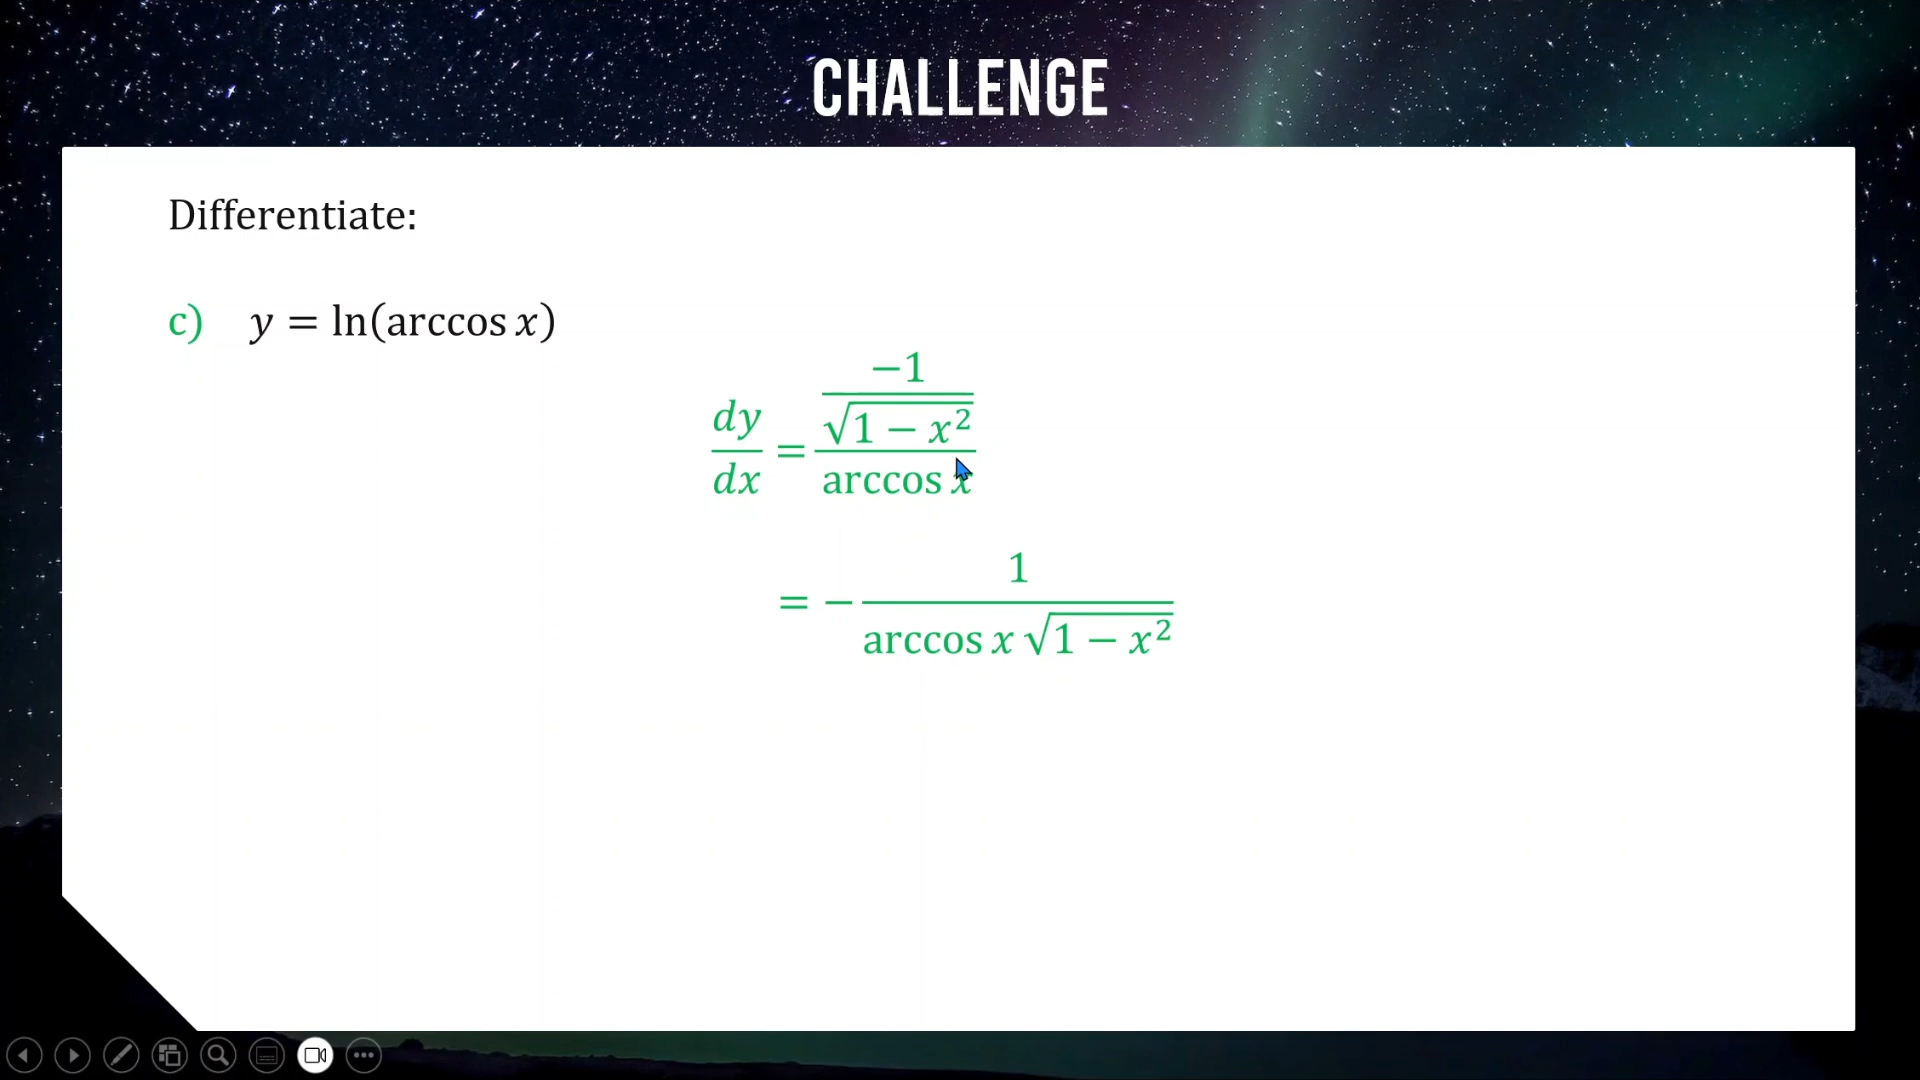 CHALLENGE
Differentiate:
c) y = ln(arccos x)
dy/dx = (−1/√(1 − x²))/(arccos x)
= − 1/(arccos x √(1 − x²))